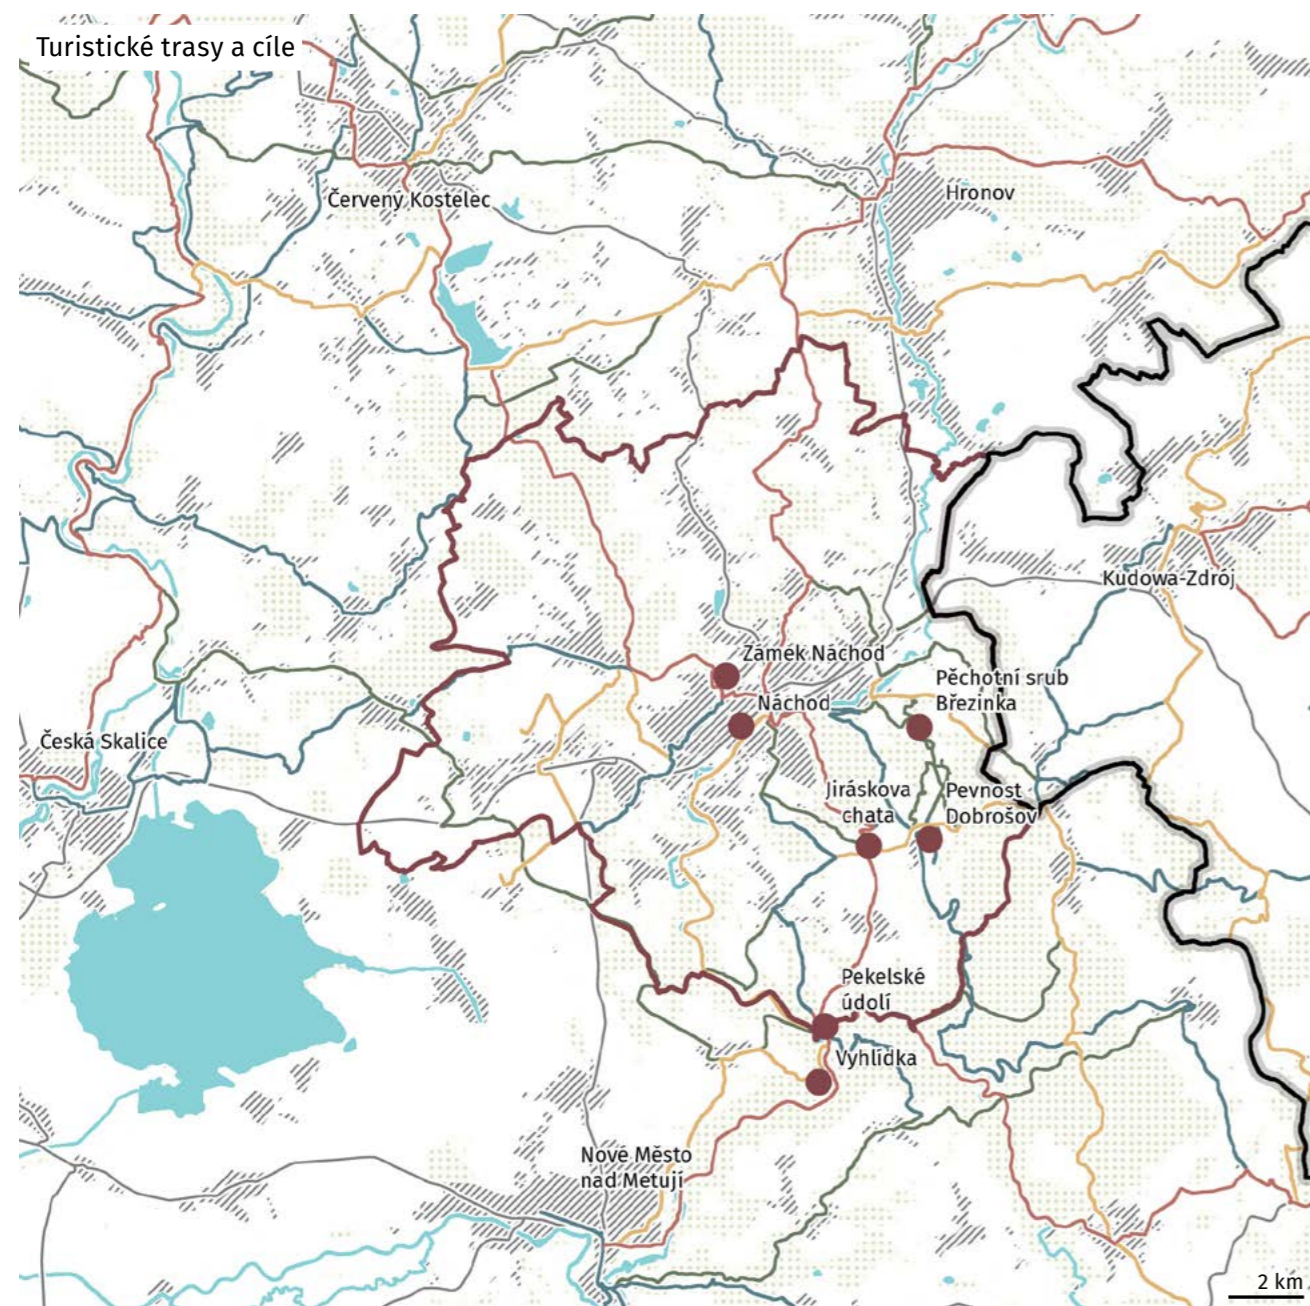 Turistické trasy a cíle
Červený Kostelec
Hronov
Kudowa-Zdrój
Zámek Náchod
Pěchotní srub
Březinka
Náchod
Česká Skalice
Jiráskova
chata
Pevnost
Dobrošov
Pekelské
údolí
Vyhlídka
Nové Město
nad Metují
2 km